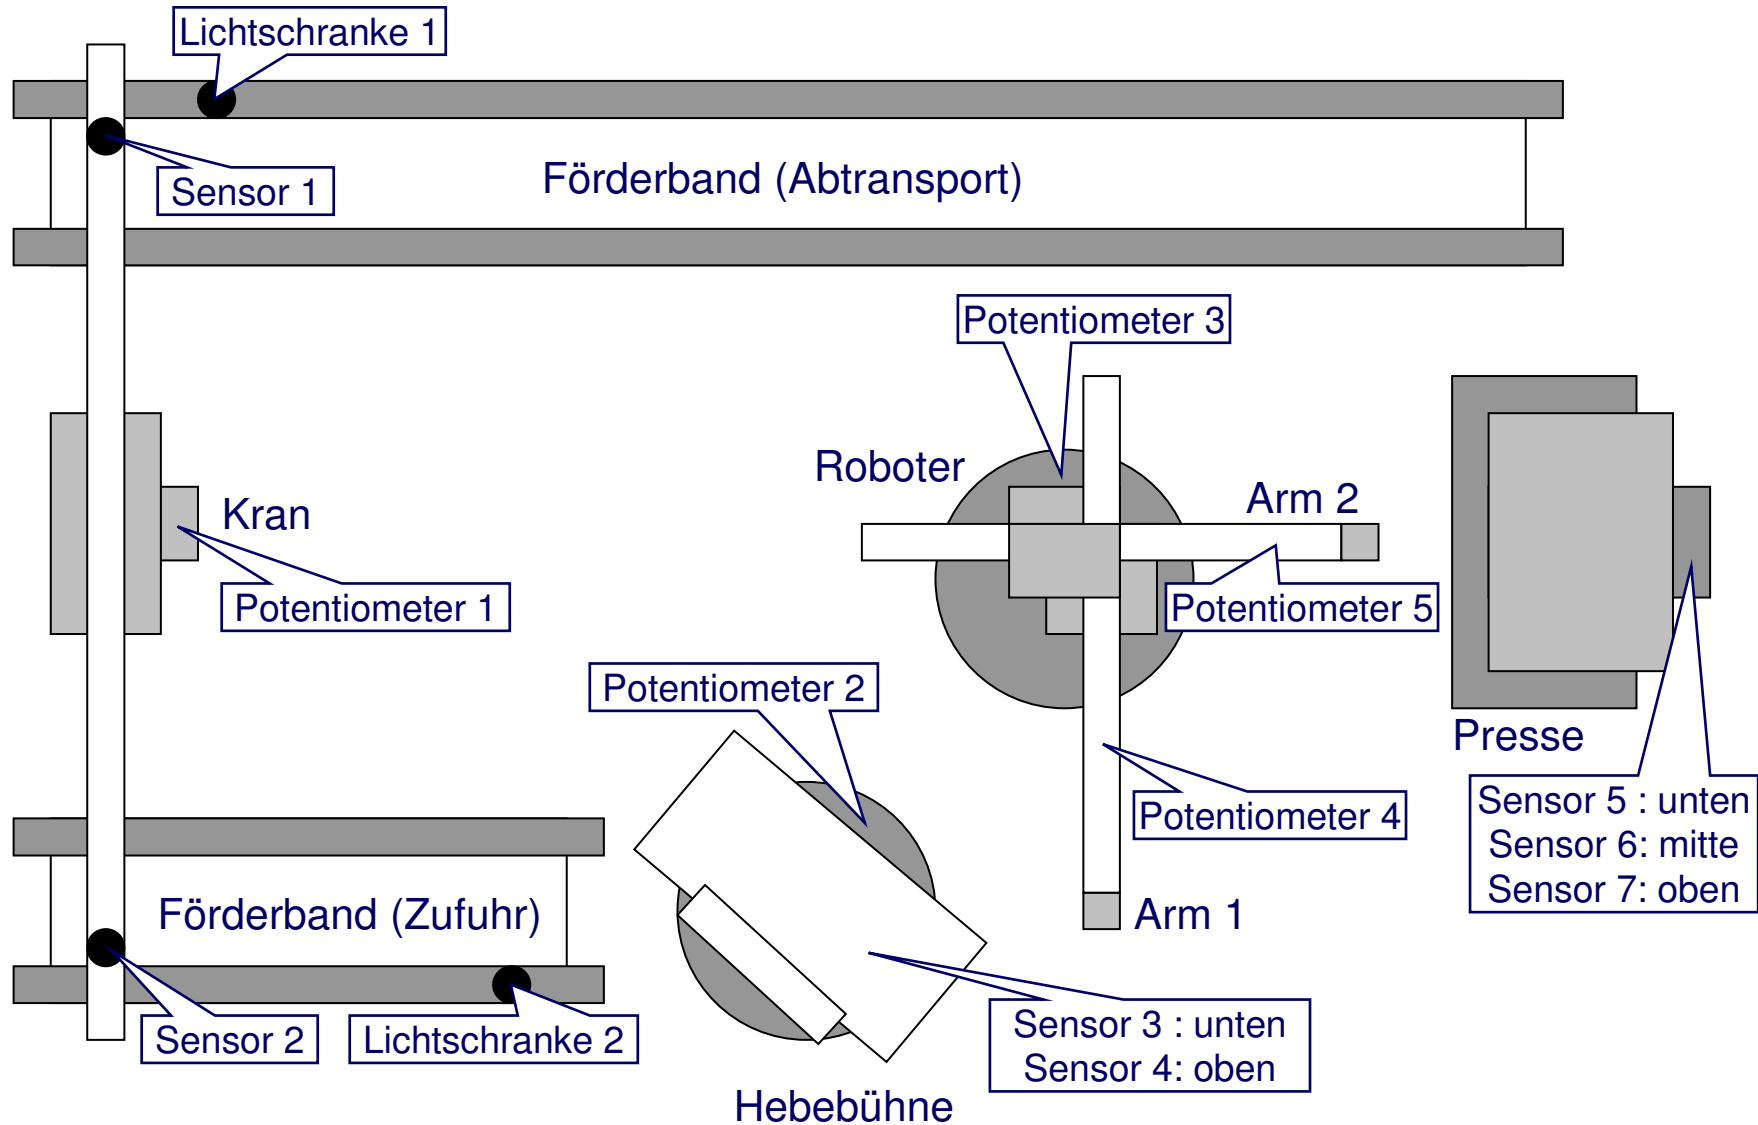 Lichtschranke 1
Sensor 1
Förderband (Abtransport)
Potentiometer 3
Roboter
Arm 2
Kran
Potentiometer 1
Potentiometer 5
Potentiometer 2
Presse
Potentiometer 4
Sensor 5 : unten
Sensor 6: mitte
Sensor 7: oben
Förderband (Zufuhr)
Arm 1
Sensor 2
Lichtschranke 2
Sensor 3 : unten
Sensor 4: oben
Hebebühne